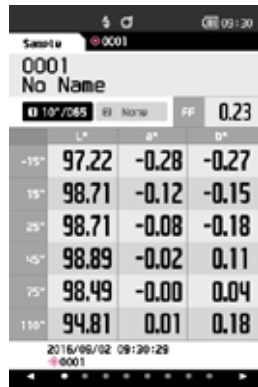 09:30
Sample 0001
0001
No Name
10°/D65 None FF 0.23
L* a* b*
-15° 97.22 -0.28 -0.27
15° 98.71 -0.12 -0.15
25° 98.71 -0.08 -0.18
45° 98.89 -0.02 0.11
75° 98.49 -0.00 0.04
110° 94.81 0.01 0.18
2016/06/02 09:30:29
0001